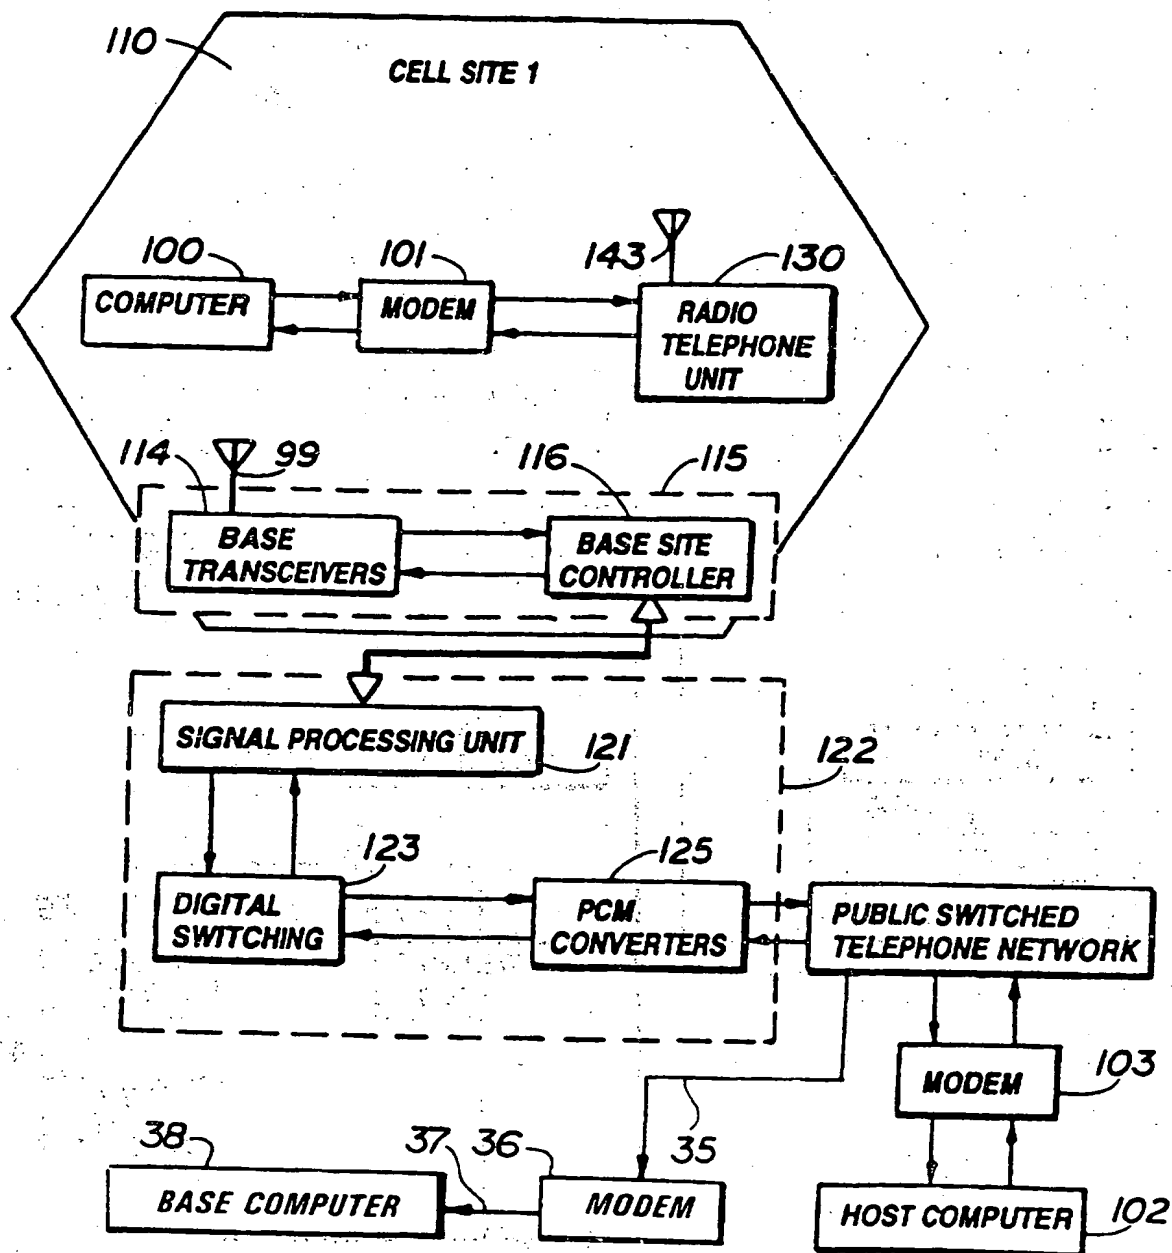 110
CELL SITE 1
100
101
143
130
COMPUTER
MODEM
RADIO
TELEPHONE
UNIT
114
99
116
115
BASE
TRANSCEIVERS
BASE SITE
CONTROLLER
SIGNAL PROCESSING UNIT
121
122
123
125
DIGITAL
SWITCHING
PCM
CONVERTERS
PUBLIC SWITCHED
TELEPHONE NETWORK
MODEM
103
38
37
36
35
BASE COMPUTER
MODEM
HOST COMPUTER
102